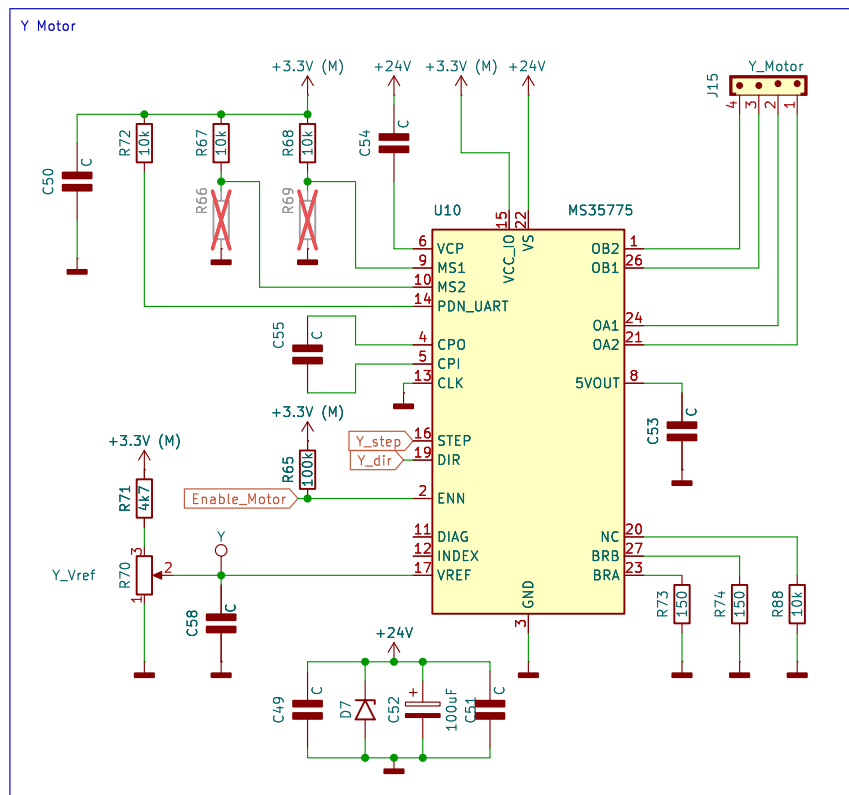 Y Motor
+3.3V (M)
+24V
+3.3V (M)
+24V
Y_Motor
J15
4
3
2
1
R72
10k
R67
10k
R68
10k
C54
C
C50
C
R66
R69
U10
MS35775
15
VCC_IO
22
VS
6
VCP
9
MS1
10
MS2
14
PDN_UART
4
CPO
5
CPI
13
CLK
16
STEP
19
DIR
2
ENN
11
DIAG
12
INDEX
17
VREF
OB2
1
OB1
26
OA1
24
OA2
21
5VOUT
8
NC
20
BRB
27
BRA
23
GND
3
C55
C
C53
C
+3.3V (M)
R65
100k
Y_step
Y_dir
Enable_Motor
+3.3V (M)
R71
4k7
Y_Vref
R70
3
2
1
Y
C58
C
R73
150
R74
150
R88
10k
+24V
C49
C
D7
C52
+
100uF
C51
C